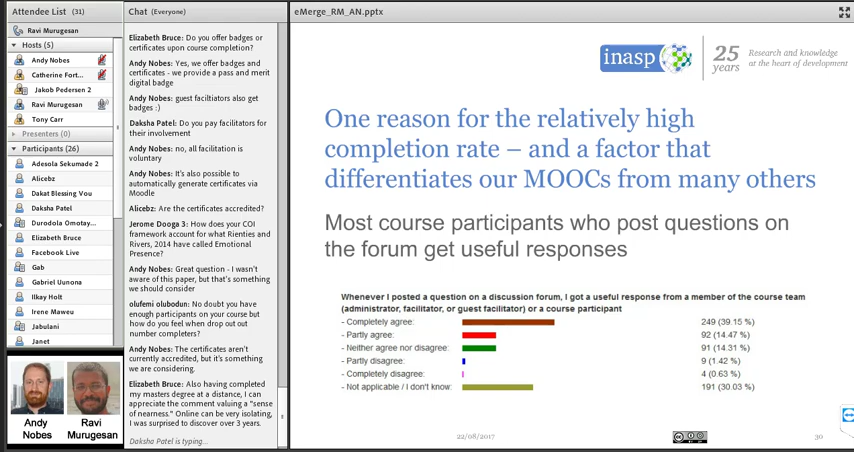 Attendee List (31)
Ravi Murugesan
Hosts (5)
Andy Nobes
Catherine Fort...
Jakob Pedersen 2
Ravi Murugesan
Tony Carr
Presenters (0)
Participants (26)
Adesola Sekumade 2
Alicebz
Dakat Blessing Vou
Daksha Patel
Durodola Omotay...
Elizabeth Bruce
Facebook Live
Gab
Gabriel Uunona
Ilkay Holt
Irene Maweu
Jabulani
Janet
Andy
Nobes
Ravi
Murugesan
Chat (Everyone)
Elizabeth Bruce: Do you offer badges or
certificates upon course completion?
Andy Nobes: Yes, we offer badges and
certificates - we provide a pass and merit
digital badge
Andy Nobes: guest faciltiators also get
badges :)
Daksha Patel: Do you pay facilitators for
their involvement
Andy Nobes: no, all facilitation is
voluntary
Andy Nobes: It's also possible to
automatically generate certificates via
Moodle
Alicebz: Are the certificates accredited?
Jerome Dooga 3: How does your COI
framework account for what Rienties and
Rivers, 2014 have called Emotional
Presence?
Andy Nobes: Great question - I wasn't
aware of this paper, but that's something
we should consider
olufemi olubodun: No doubt you have
enough participants on your course but
how do you feel when drop out out
number completers?
Andy Nobes: The certificates aren't
currently accredited, but it's something
we are considering.
Elizabeth Bruce: Also having completed
my masters degree at a distance, I can
appreciate the comment valuing a "sense
of nearness." Online can be very isolating,
I was surprised to discover over 3 years.
Daksha Patel is typing...
eMerge_RM_AN.pptx
inasp
25
years
Research and knowledge
at the heart of development
One reason for the relatively high
completion rate – and a factor that
differentiates our MOOCs from many others
Most course participants who post questions on
the forum get useful responses
Whenever I posted a question on a discussion forum, I got a useful response from a member of the course team
(administrator, facilitator, or guest facilitator) or a course participant
- Completely agree: 249 (39.15 %)
- Partly agree: 92 (14.47 %)
- Neither agree nor disagree: 91 (14.31 %)
- Partly disagree: 9 (1.42 %)
- Completely disagree: 4 (0.63 %)
- Not applicable / I don't know: 191 (30.03 %)
22/08/2017
30